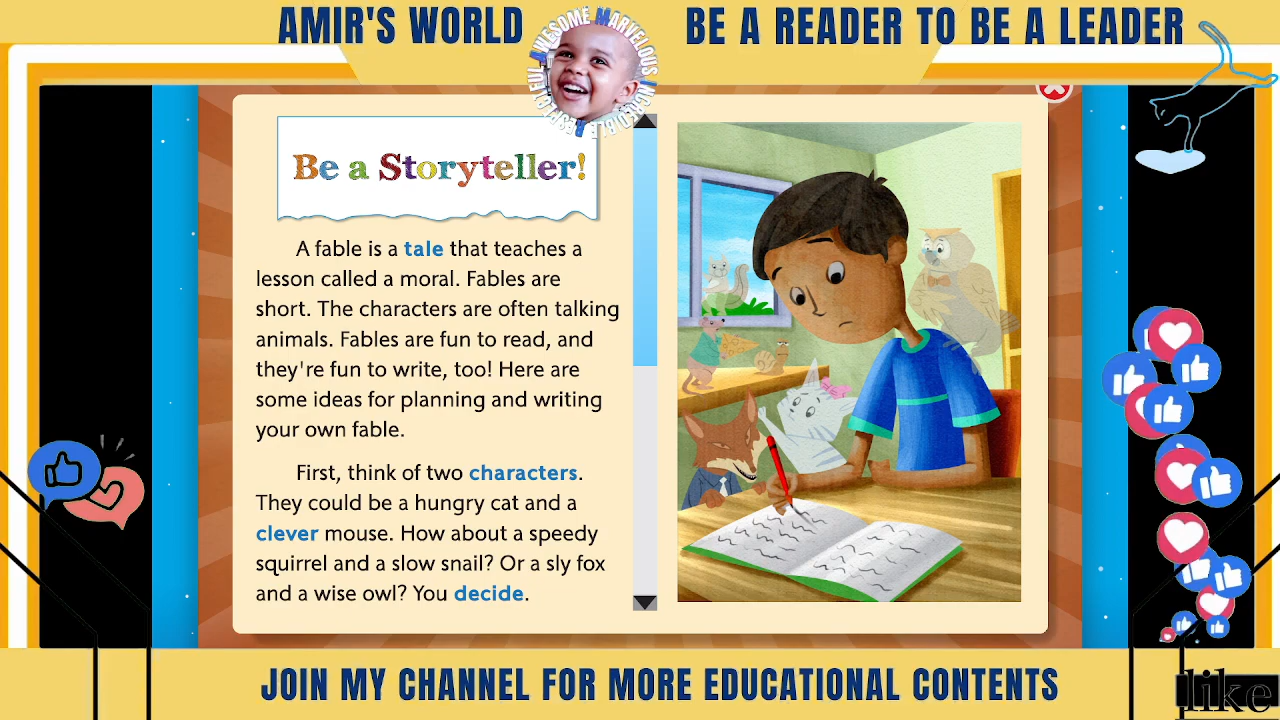 AMIR'S WORLD
BE A READER TO BE A LEADER
AWESOME MARVELOUS
Be a Storyteller!
A fable is a tale that teaches a
lesson called a moral. Fables are
short. The characters are often talking
animals. Fables are fun to read, and
they're fun to write, too! Here are
some ideas for planning and writing
your own fable.
First, think of two characters.
They could be a hungry cat and a
clever mouse. How about a speedy
squirrel and a slow snail? Or a sly fox
and a wise owl? You decide.
JOIN MY CHANNEL FOR MORE EDUCATIONAL CONTENTS
like